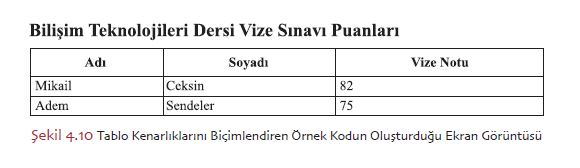 Bilişim Teknolojileri Dersi Vize Sınavı Puanları
Adı Soyadı Vize Notu
Mikail Ceksin 82
Adem Sendeler 75
Şekil 4.10 Tablo Kenarlıklarını Biçimlendiren Örnek Kodun Oluşturduğu Ekran Görüntüsü